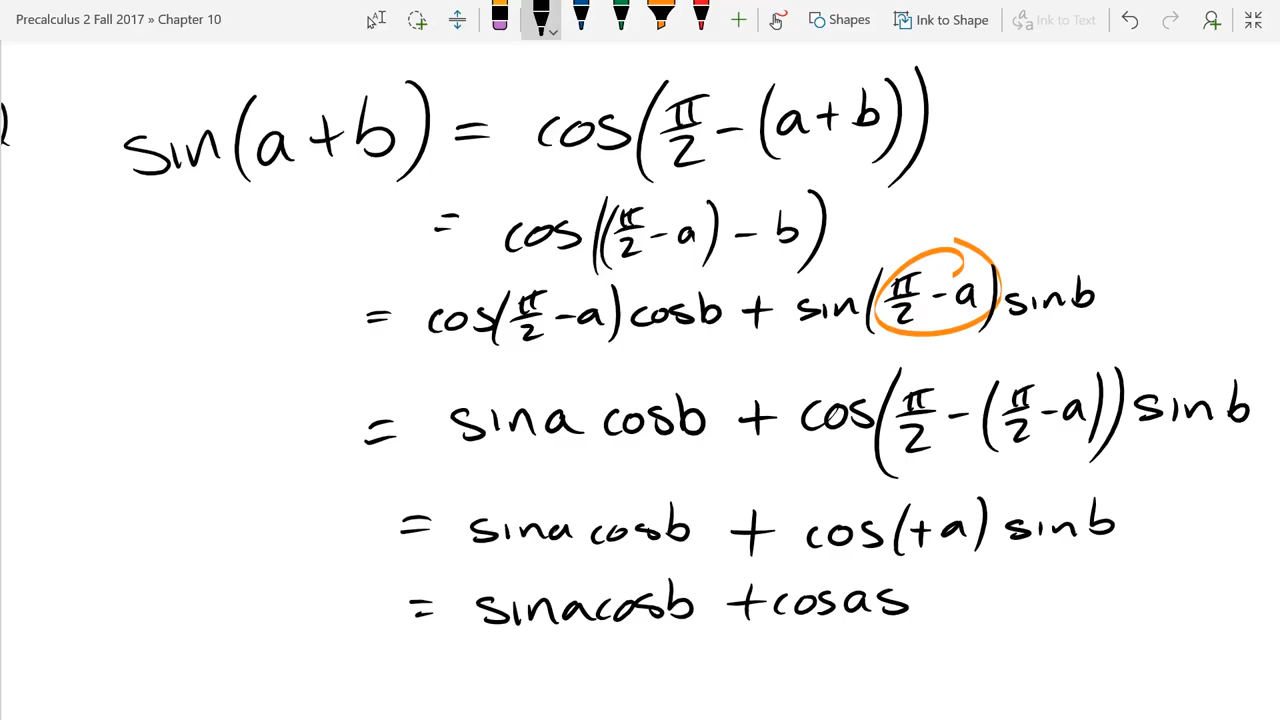 Precalculus 2 Fall 2017 » Chapter 10 Shapes Ink to Shape Ink to Text
sin(a+b) = cos(π/2 - (a+b))
= cos((π/2 - a) - b)
= cos(π/2 - a) cosb + sin(π/2 - a) sinb
= sina cosb + cos(π/2 - (π/2 - a)) sinb
= sina cosb + cos(+a) sinb
= sinacosb + cosas